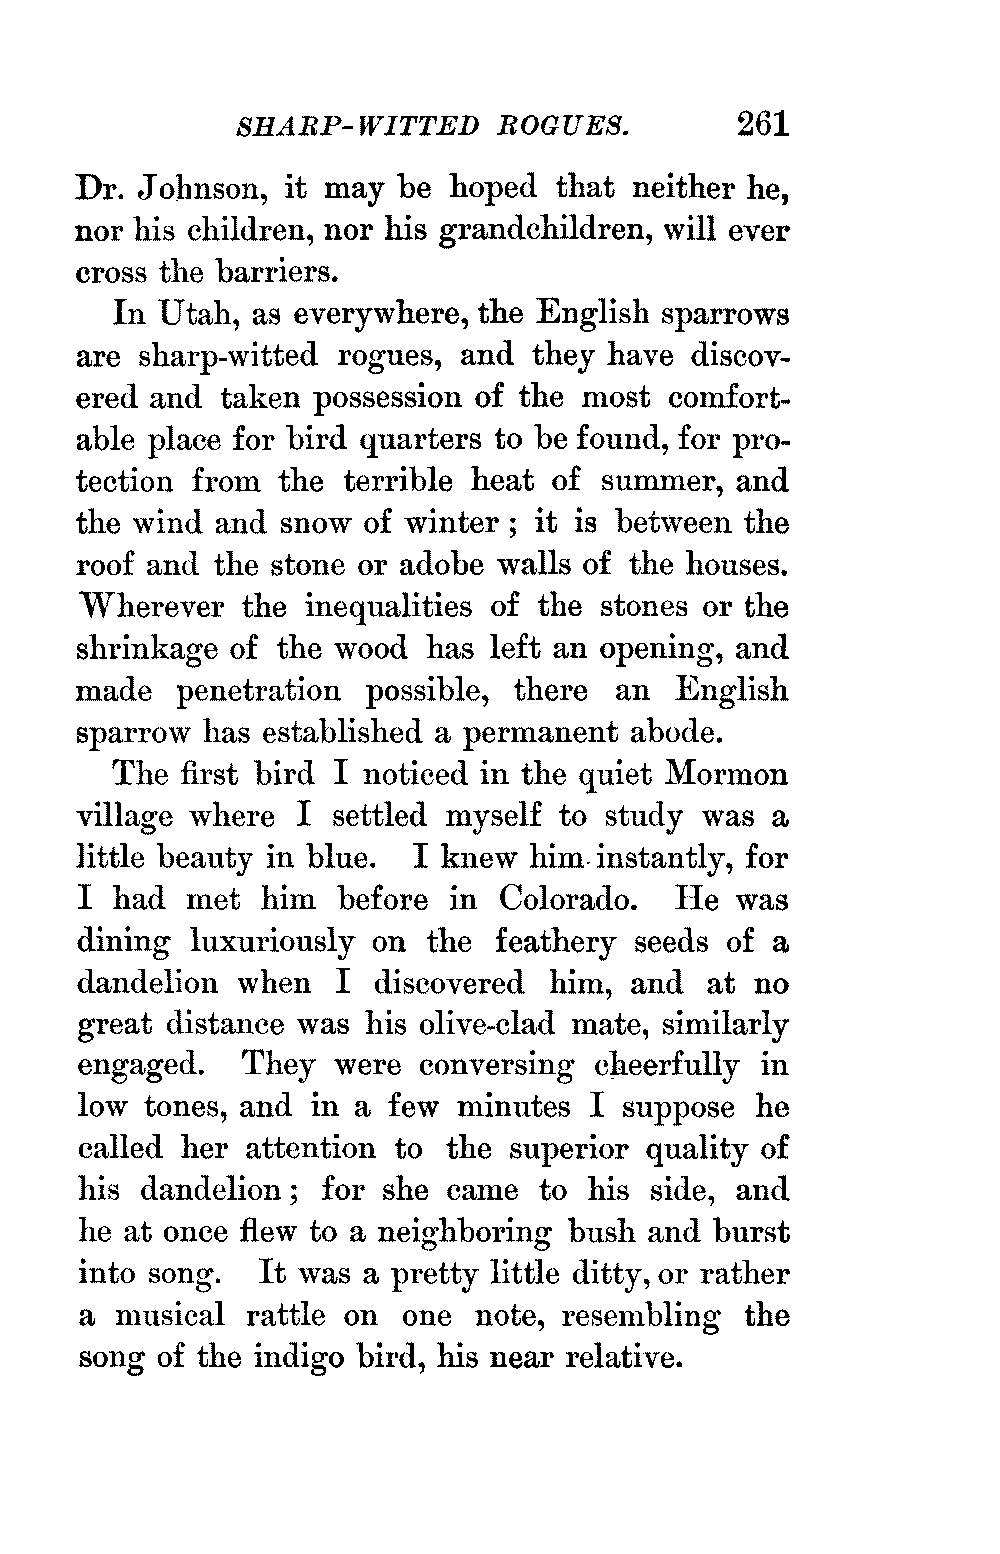 SHARP-WITTED ROGUES. 261
Dr. Johnson, it may be hoped that neither he,
nor his children, nor his grandchildren, will ever
cross the barriers.
In Utah, as everywhere, the English sparrows
are sharp-witted rogues, and they have discov-
ered and taken possession of the most comfort-
able place for bird quarters to be found, for pro-
tection from the terrible heat of summer, and
the wind and snow of winter ; it is between the
roof and the stone or adobe walls of the houses.
Wherever the inequalities of the stones or the
shrinkage of the wood has left an opening, and
made penetration possible, there an English
sparrow has established a permanent abode.
The first bird I noticed in the quiet Mormon
village where I settled myself to study was a
little beauty in blue. I knew him instantly, for
I had met him before in Colorado. He was
dining luxuriously on the feathery seeds of a
dandelion when I discovered him, and at no
great distance was his olive-clad mate, similarly
engaged. They were conversing cheerfully in
low tones, and in a few minutes I suppose he
called her attention to the superior quality of
his dandelion ; for she came to his side, and
he at once flew to a neighboring bush and burst
into song. It was a pretty little ditty, or rather
a musical rattle on one note, resembling the
song of the indigo bird, his near relative.